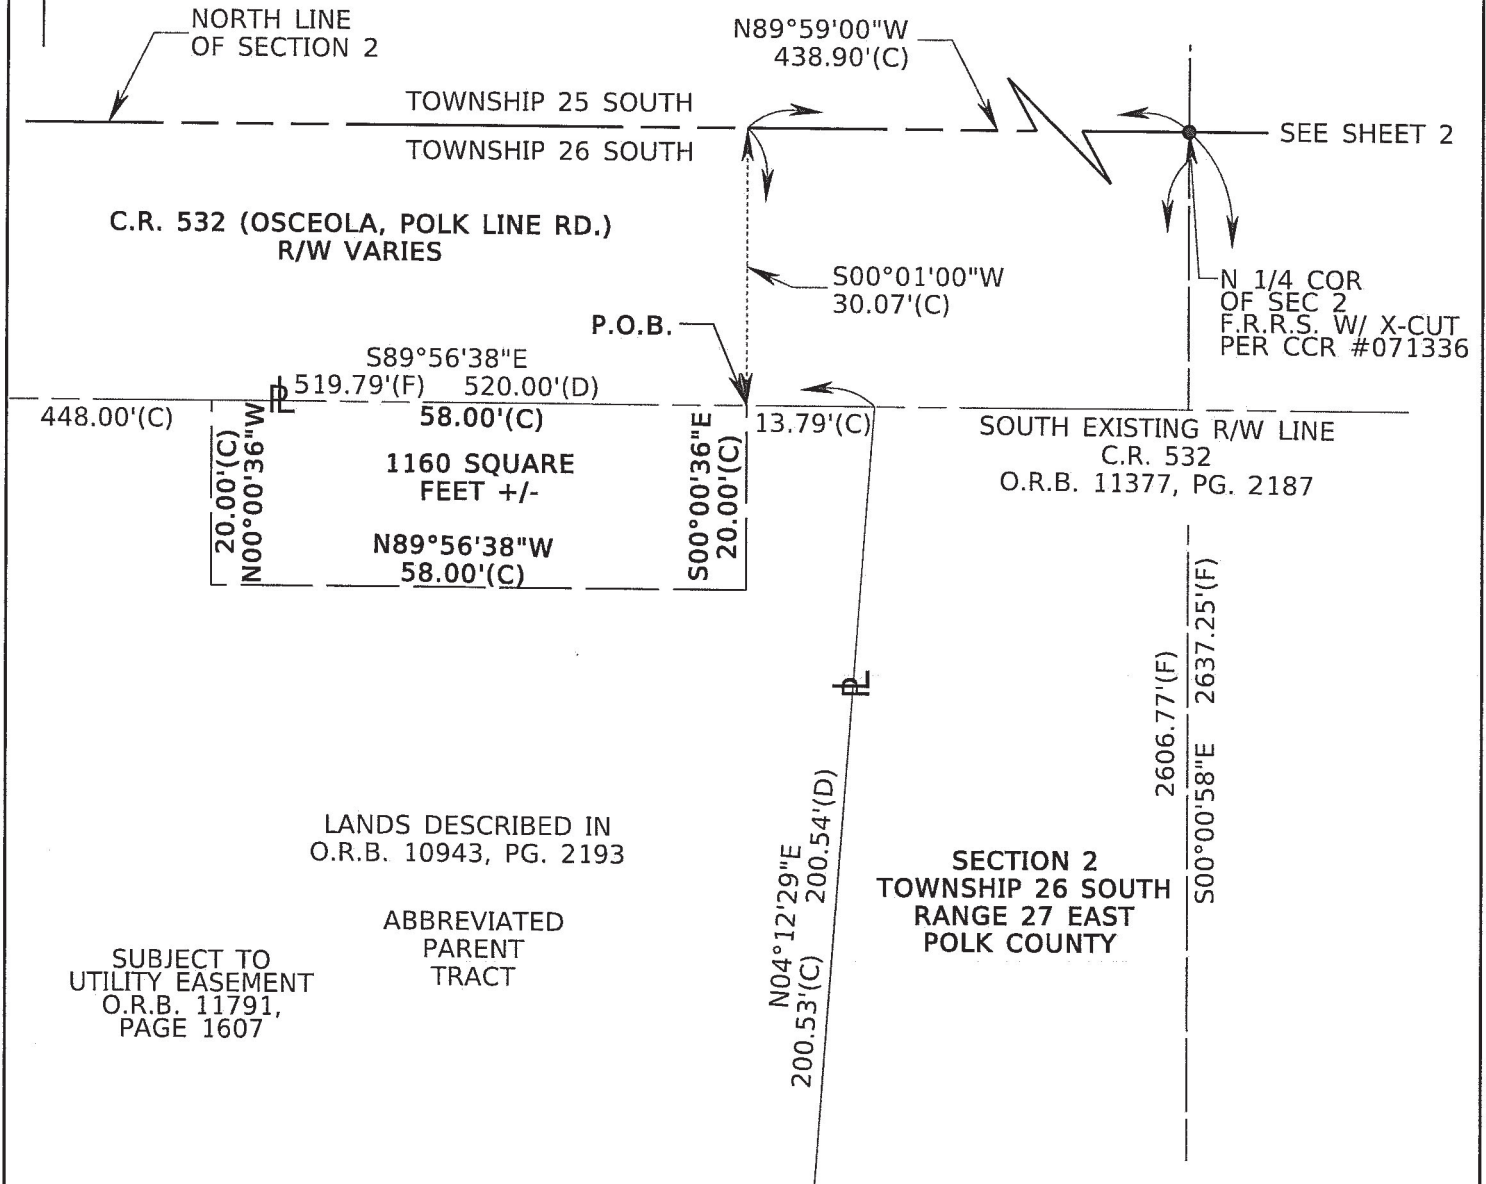 NORTH LINE
OF SECTION 2
N89°59'00"W
438.90'(C)
TOWNSHIP 25 SOUTH
TOWNSHIP 26 SOUTH
SEE SHEET 2
C.R. 532 (OSCEOLA, POLK LINE RD.)
R/W VARIES
S00°01'00"W
30.07'(C)
N 1/4 COR
OF SEC 2
F.R.R.S. W/ X-CUT
PER CCR #071336
P.O.B.
S89°56'38"E
519.79'(F) 520.00'(D)
PL
448.00'(C)
58.00'(C)
13.79'(C)
20.00'(C)
N00°00'36"W
1160 SQUARE
FEET +/-
S00°00'36"E
20.00'(C)
N89°56'38"W
58.00'(C)
SOUTH EXISTING R/W LINE
C.R. 532
O.R.B. 11377, PG. 2187
PL
2606.77'(F)
S00°00'58"E 2637.25'(F)
N04°12'29"E
200.53'(C) 200.54'(D)
LANDS DESCRIBED IN
O.R.B. 10943, PG. 2193
ABBREVIATED
PARENT
TRACT
SUBJECT TO
UTILITY EASEMENT
O.R.B. 11791,
PAGE 1607
SECTION 2
TOWNSHIP 26 SOUTH
RANGE 27 EAST
POLK COUNTY